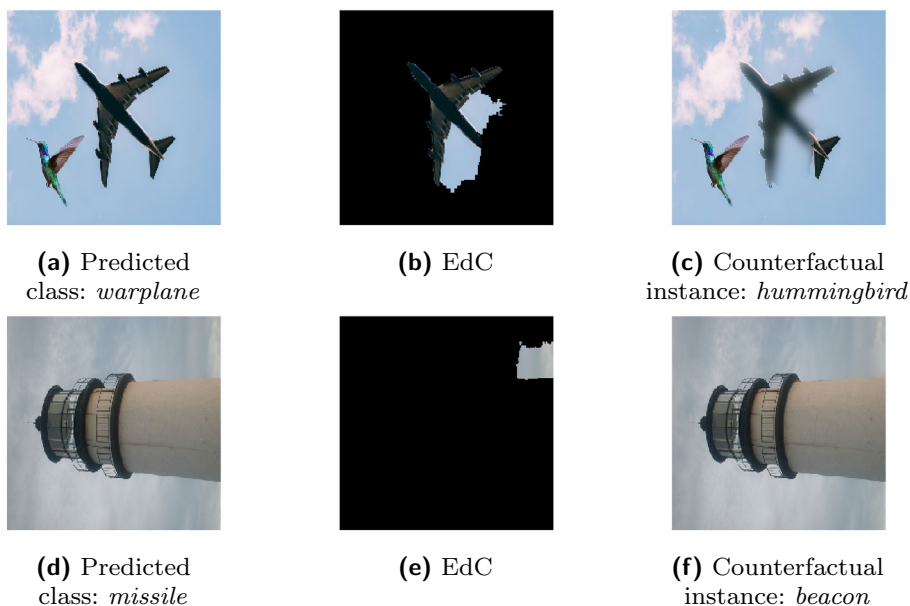 (a) Predicted
class: warplane
(b) EdC
(c) Counterfactual
instance: hummingbird
(d) Predicted
class: missile
(e) EdC
(f) Counterfactual
instance: beacon